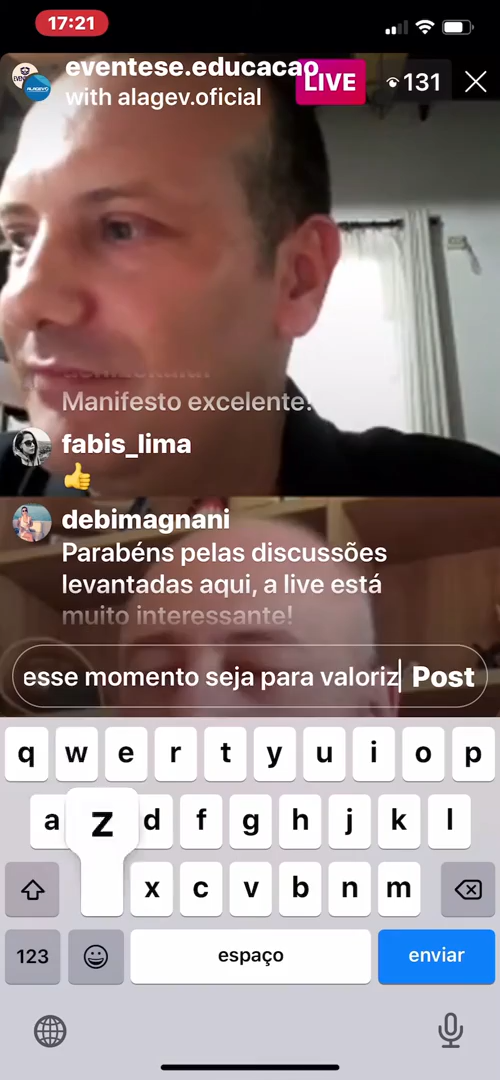 17:21
eventese.educacao
LIVE
131
with alagev.oficial
Manifesto excelente!
fabis_lima
👍
debimagnani
Parabéns pelas discussões
levantadas aqui, a live está
muito interessante!
esse momento seja para valoriz
Post
q w e r t y u i o p
a z d f g h j k l
x c v b n m
123
espaço
enviar